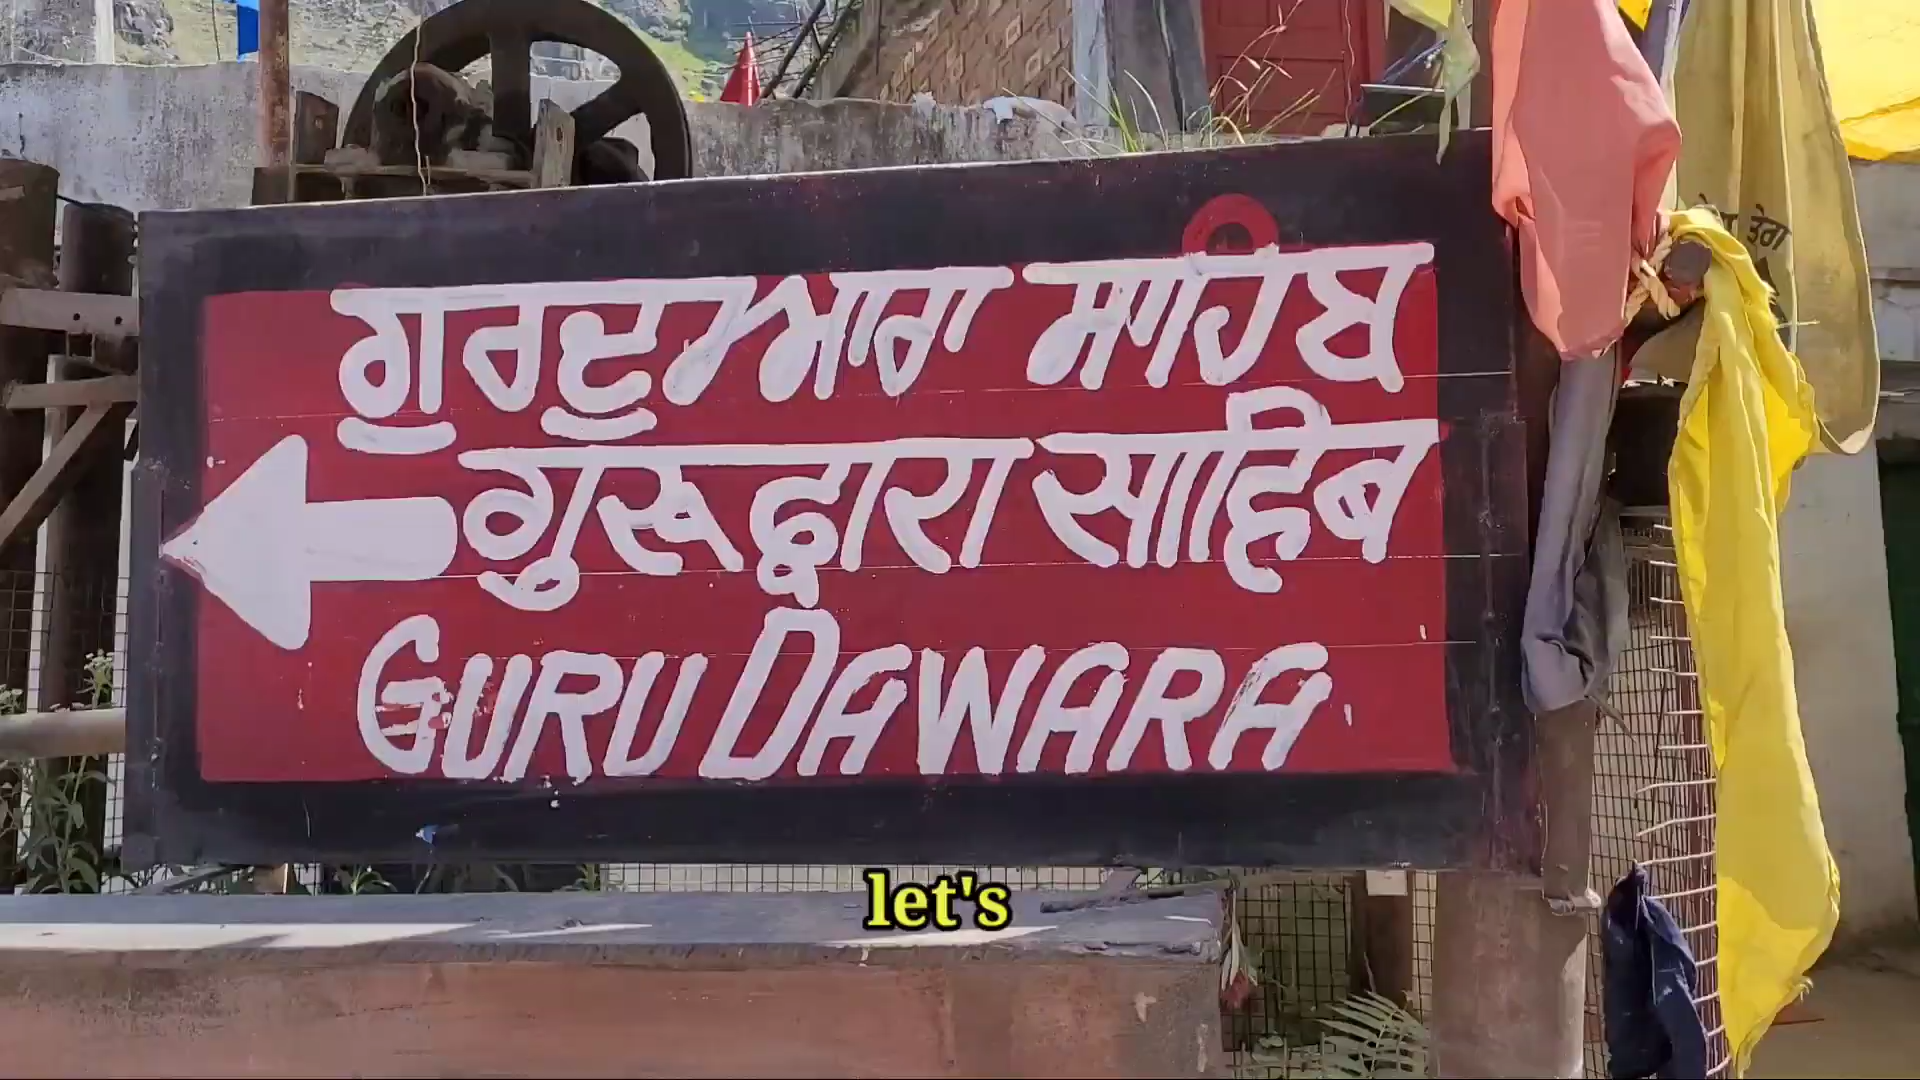 ਗੁਰਦੁਆਰਾ ਸਾਹਿਬ
गुरूद्वारा साहिब
GURU DAWARA
ਤੇਰਾ
let's